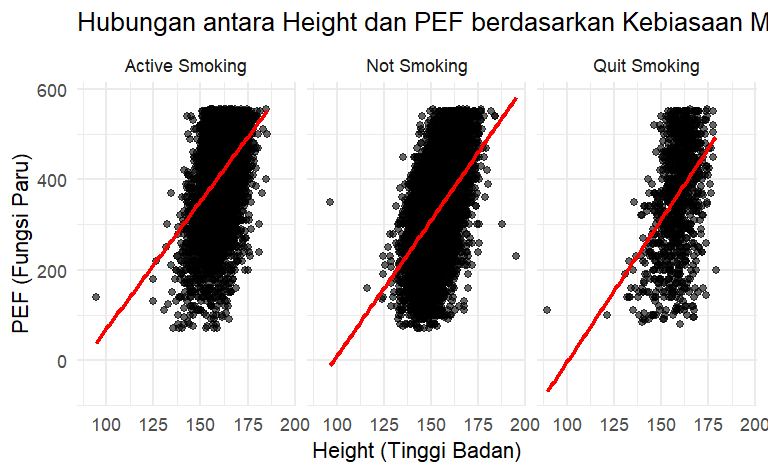 Hubungan antara Height dan PEF berdasarkan Kebiasaan M
Active Smoking Not Smoking Quit Smoking
PEF (Fungsi Paru)
600
400
200
0
100 125 150 175 200 100 125 150 175 200 100 125 150 175 200
Height (Tinggi Badan)